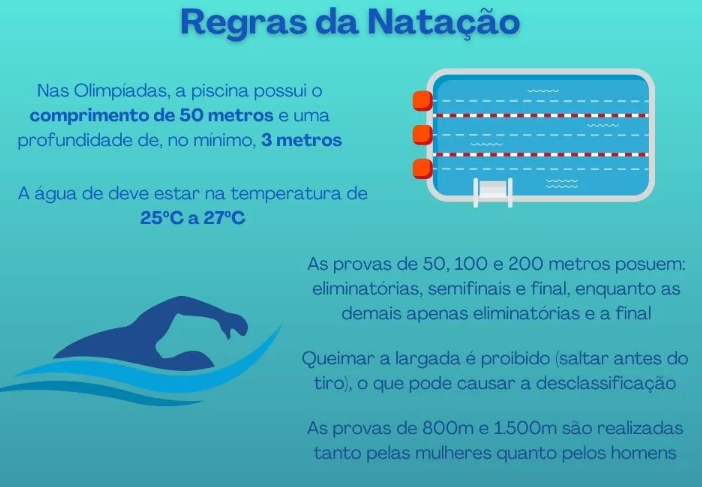 Regras da Natação
Nas Olimpíadas, a piscina possui o
comprimento de 50 metros e uma
profundidade de, no mínimo, 3 metros
A água de deve estar na temperatura de
25ºC a 27ºC
As provas de 50, 100 e 200 metros posuem:
eliminatórias, semifinais e final, enquanto as
demais apenas eliminatórias e a final
Queimar a largada é proibido (saltar antes do
tiro), o que pode causar a desclassificação
As provas de 800m e 1.500m são realizadas
tanto pelas mulheres quanto pelos homens